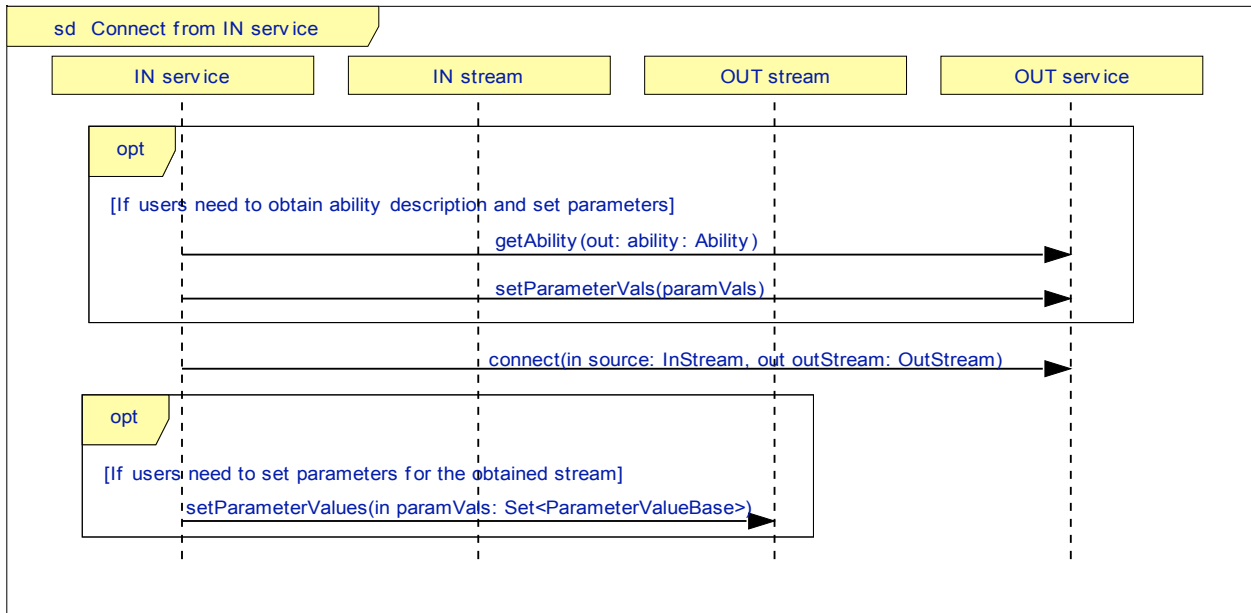 sd Connect from IN service
IN service
IN stream
OUT stream
OUT service
opt
[If users need to obtain ability description and set parameters]
getAbility(out: ability: Ability)
setParameterVals(paramVals)
connect(in source: InStream, out outStream: OutStream)
opt
[If users need to set parameters for the obtained stream]
setParameterValues(in paramVals: Set<ParameterValueBase>)